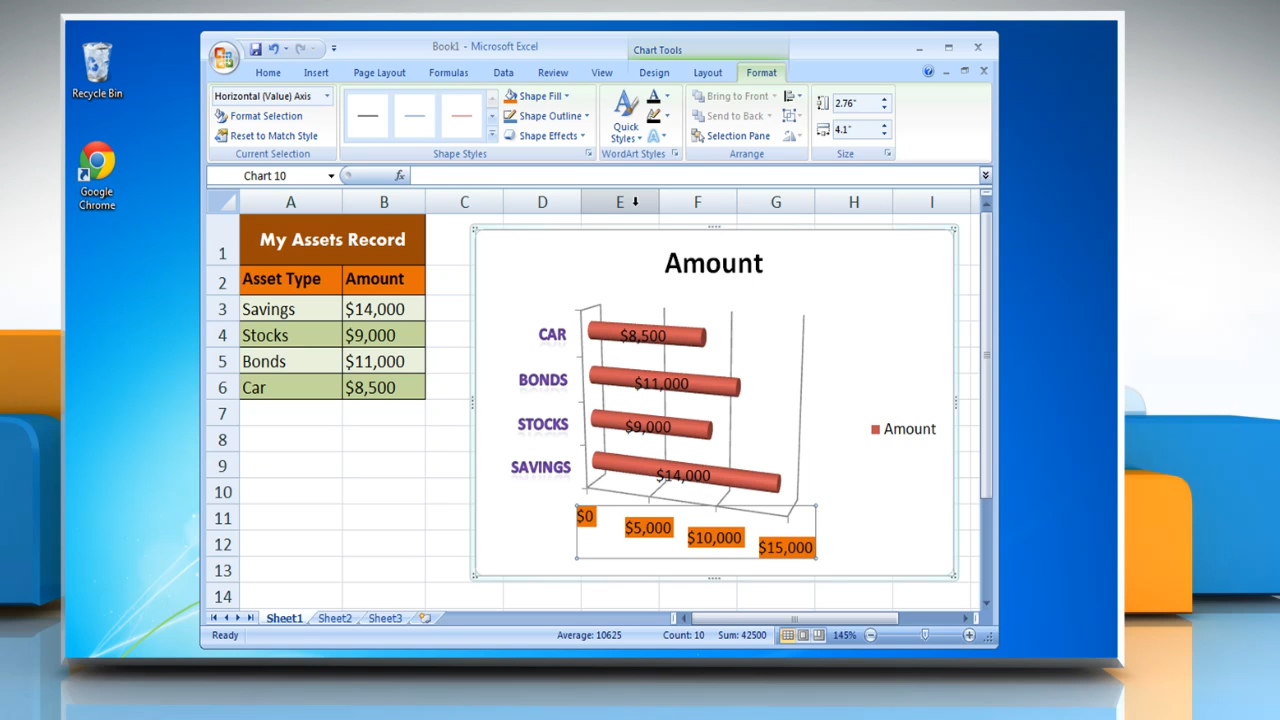 Recycle Bin
Google
Chrome
Book1 - Microsoft Excel
Chart Tools
Home Insert Page Layout Formulas Data Review View Design Layout Format
Horizontal (Value) Axis
Format Selection
Reset to Match Style
Current Selection
Shape Fill
Shape Outline
Shape Effects
Shape Styles
Quick
Styles
A
A
A
WordArt Styles
Bring to Front
Send to Back
Selection Pane
Arrange
2.76"
4.1"
Size
Chart 10
fx
A B C D E F G H I
1 My Assets Record
2 Asset Type Amount
3 Savings $14,000
4 Stocks $9,000
5 Bonds $11,000
6 Car $8,500
7
8
9
10
11
12
13
14
Amount
CAR $8,500
BONDS $11,000
STOCKS $9,000
SAVINGS $14,000
Amount
$0
$5,000
$10,000
$15,000
Sheet1 Sheet2 Sheet3
Ready Average: 10625 Count: 10 Sum: 42500 145%